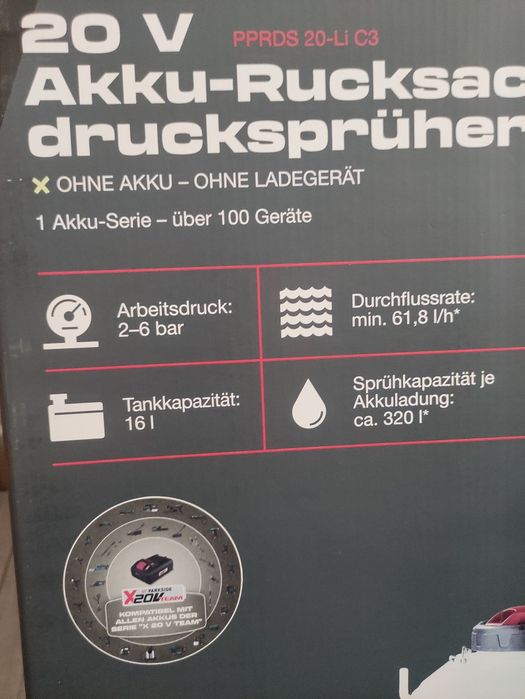 20 V
PPRDS 20-Li C3
Akku-Rucksac
drucksprüher
OHNE AKKU – OHNE LADEGERÄT
1 Akku-Serie – über 100 Geräte
Arbeitsdruck:
2–6 bar
Durchflussrate:
min. 61,8 l/h*
Tankkapazität:
16 l
Sprühkapazität je
Akkuladung:
ca. 320 l*
PARKSIDE
X20V TEAM
KOMPATIBEL MIT
ALLEN AKKUS DER
SERIE "X 20 V TEAM"